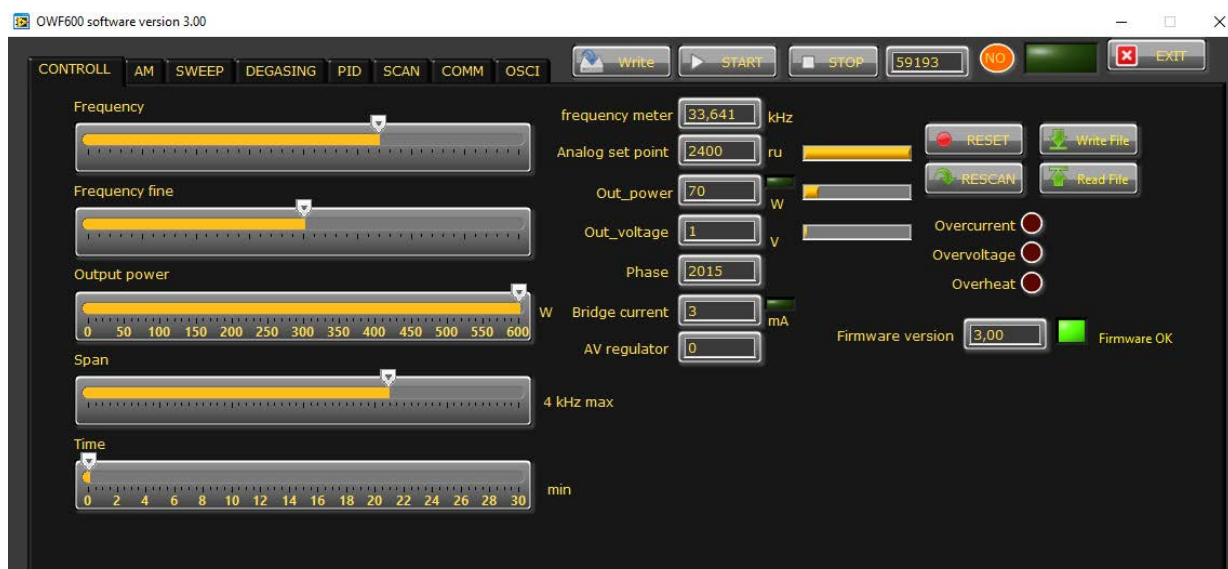 OWF600 software version 3.00
CONTROLL AM SWEEP DEGASING PID SCAN COMM OSCI
Write START STOP 59193 NO EXIT
Frequency
Frequency fine
Output power
0 50 100 150 200 250 300 350 400 450 500 550 600 W
Span
4 kHz max
Time
0 2 4 6 8 10 12 14 16 18 20 22 24 26 28 30 min
frequency meter 33,641 kHz
Analog set point 2400 ru
Out_power 70 W
Out_voltage 1 V
Phase 2015
Bridge current 3 mA
AV regulator 0
RESET Write File
RESCAN Read File
Overcurrent
Overvoltage
Overheat
Firmware version 3,00 Firmware OK